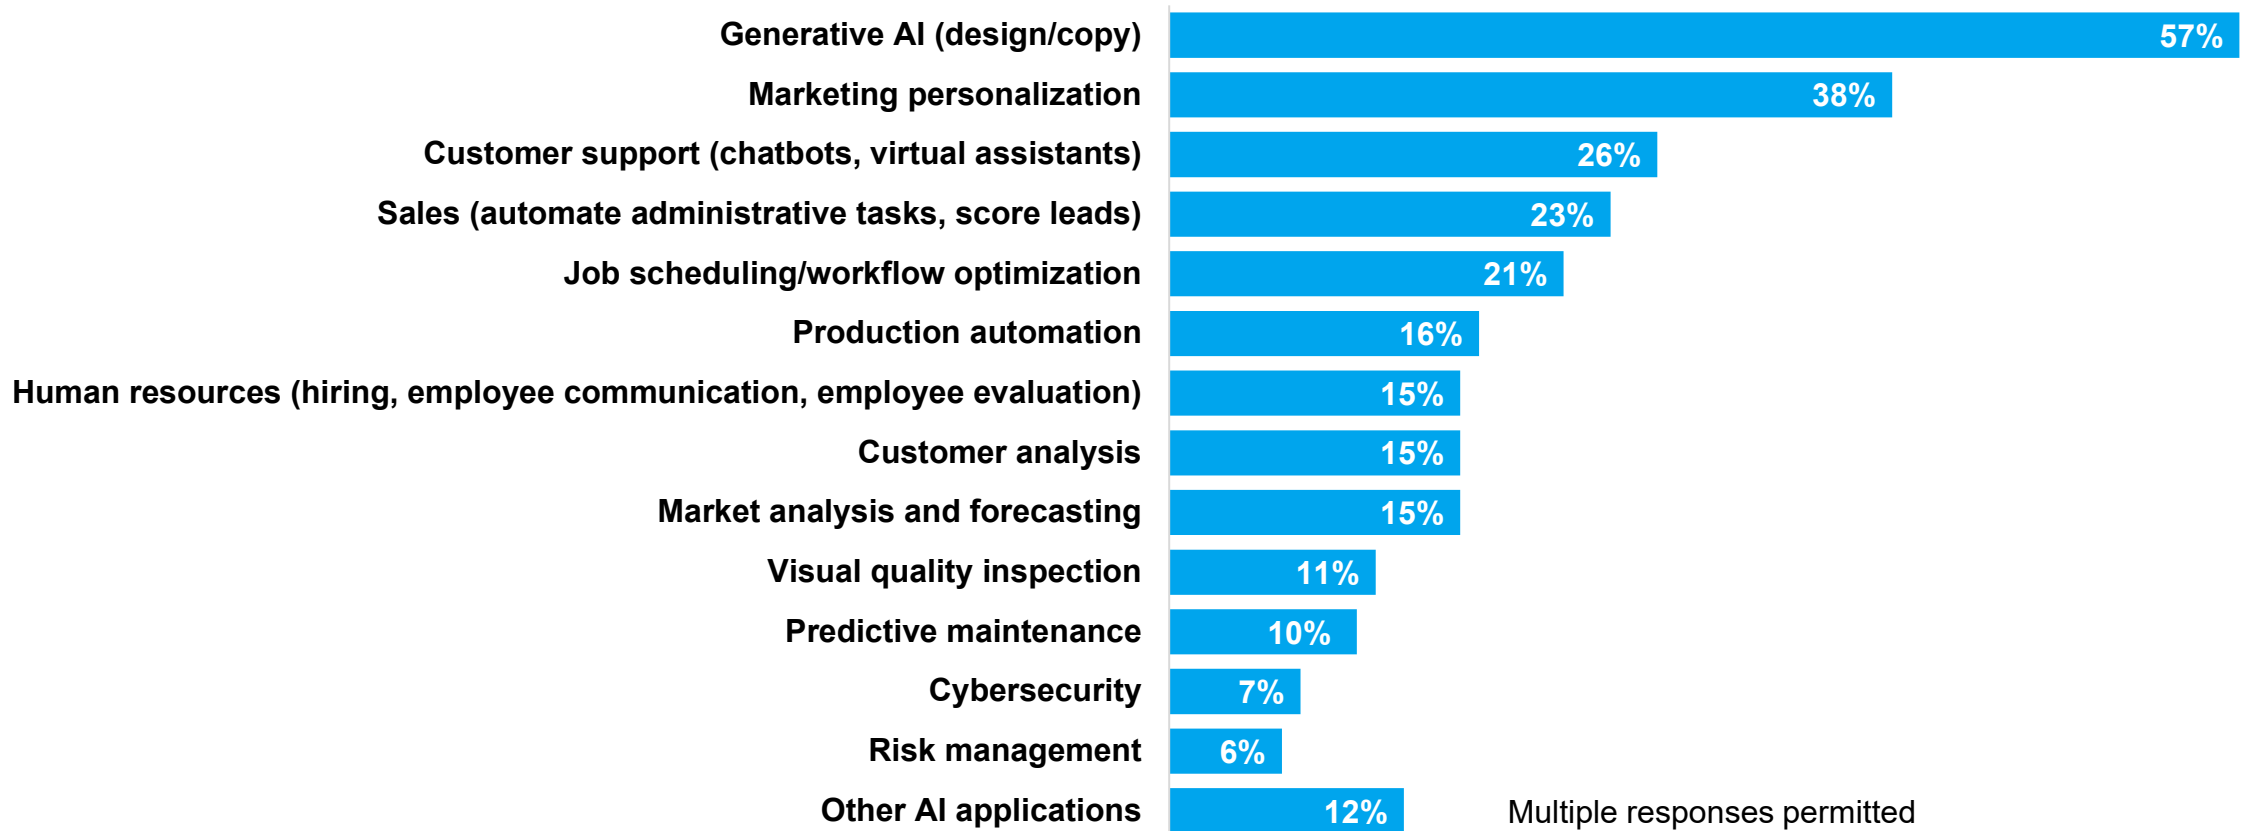 Generative AI (design/copy) 57%
Marketing personalization 38%
Customer support (chatbots, virtual assistants) 26%
Sales (automate administrative tasks, score leads) 23%
Job scheduling/workflow optimization 21%
Production automation 16%
Human resources (hiring, employee communication, employee evaluation) 15%
Customer analysis 15%
Market analysis and forecasting 15%
Visual quality inspection 11%
Predictive maintenance 10%
Cybersecurity 7%
Risk management 6%
Other AI applications 12% Multiple responses permitted